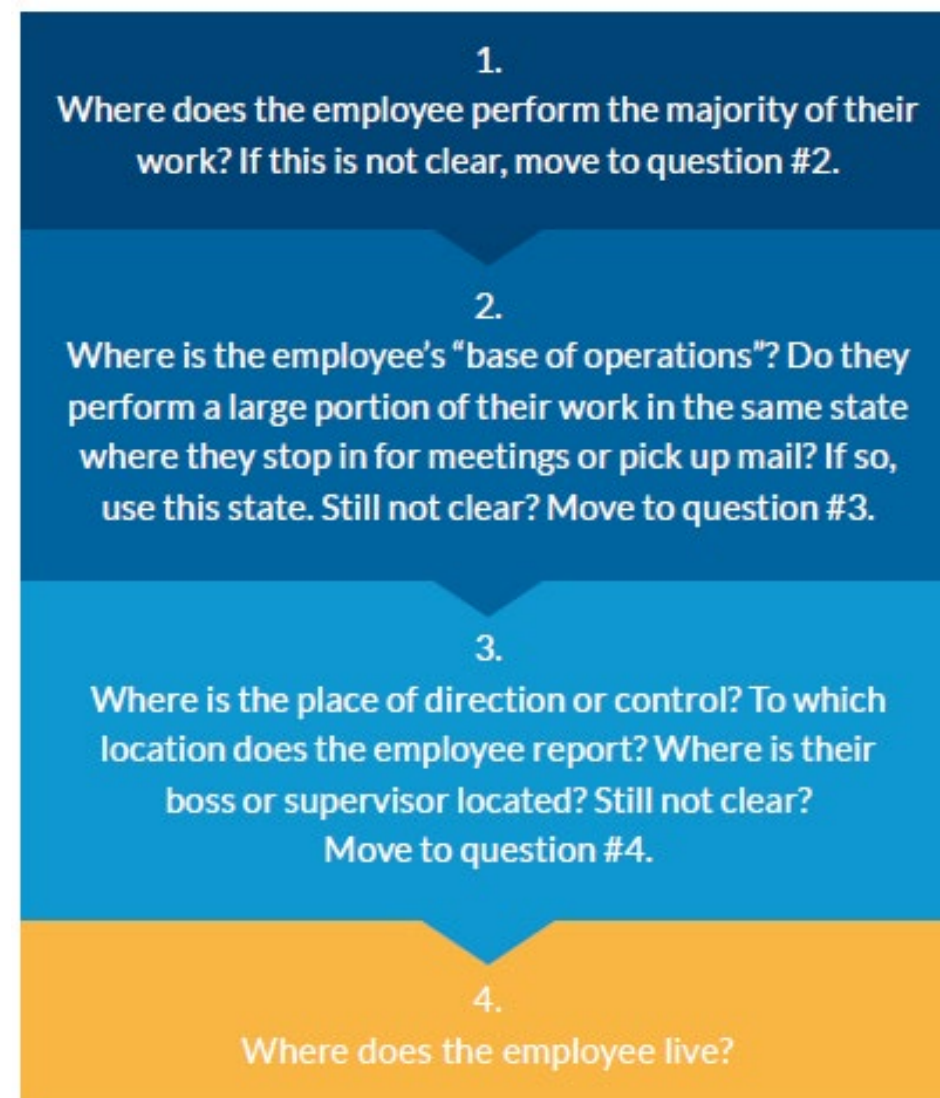 1.
Where does the employee perform the majority of their
work? If this is not clear, move to question #2.
2.
Where is the employee’s “base of operations”? Do they
perform a large portion of their work in the same state
where they stop in for meetings or pick up mail? If so,
use this state. Still not clear? Move to question #3.
3.
Where is the place of direction or control? To which
location does the employee report? Where is their
boss or supervisor located? Still not clear?
Move to question #4.
4.
Where does the employee live?